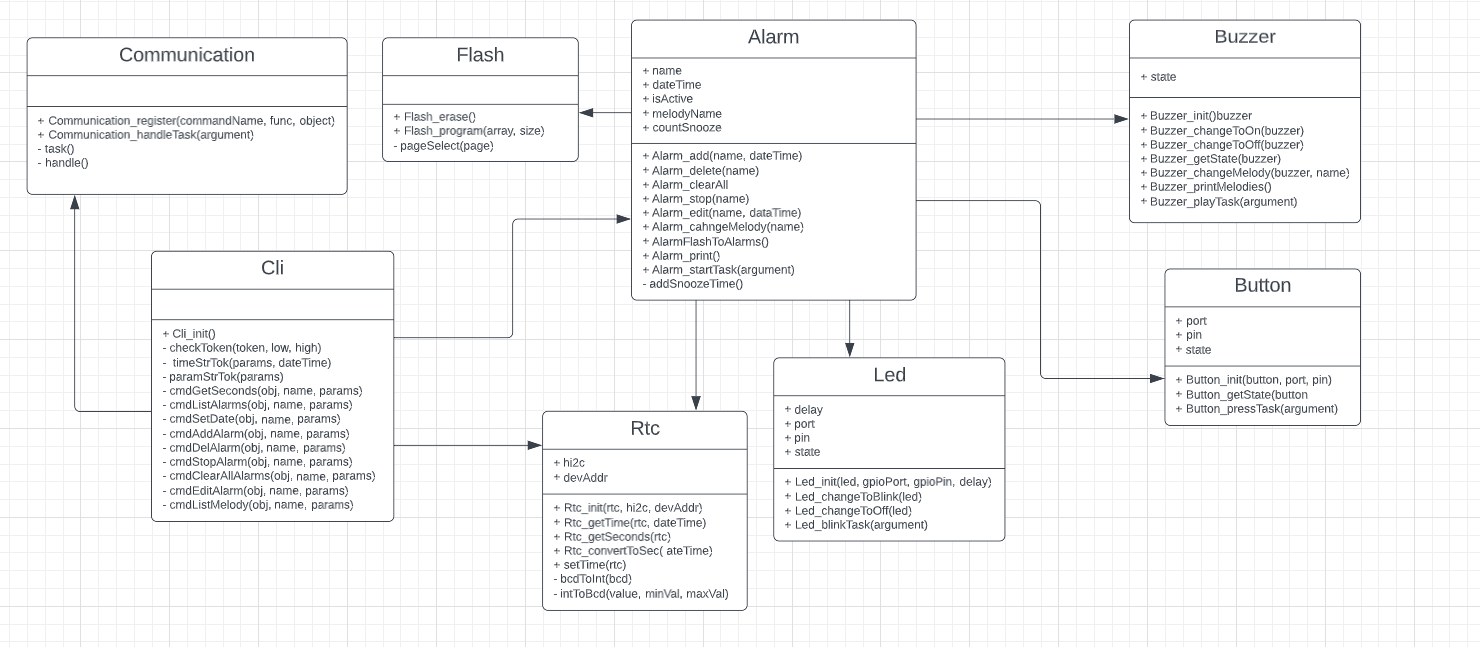 Communication
+ Communication_register(commandName, func, object)
+ Communication_handleTask(argument)
- task()
- handle()
Flash
+ Flash_erase()
+ Flash_program(array, size)
- pageSelect(page)
Alarm
+ name
+ dateTime
+ isActive
+ melodyName
+ countSnooze
+ Alarm_add(name, dateTime)
+ Alarm_delete(name)
+ Alarm_clearAll
+ Alarm_stop(name)
+ Alarm_edit(name, dataTime)
+ Alarm_cahngeMelody(name)
+ AlarmFlashToAlarms()
+ Alarm_print()
+ Alarm_startTask(argument)
- addSnoozeTime()
Buzzer
+ state
+ Buzzer_init()buzzer
+ Buzzer_changeToOn(buzzer)
+ Buzzer_changeToOff(buzzer)
+ Buzzer_getState(buzzer)
+ Buzzer_changeMelody(buzzer, name)
+ Buzzer_printMelodies()
+ Buzzer_playTask(argument)
Cli
+ Cli_init()
- checkToken(token, low, high)
- timeStrTok(params, dateTime)
- paramStrTok(params)
- cmdGetSeconds(obj, name, params)
- cmdListAlarms(obj, name, params)
- cmdSetDate(obj, name, params)
- cmdAddAlarm(obj, name, params)
- cmdDelAlarm(obj, name, params)
- cmdStopAlarm(obj, name, params)
- cmdClearAllAlarms(obj, name, params)
- cmdEditAlarm(obj, name, params)
- cmdListMelody(obj, name, params)
Button
+ port
+ pin
+ state
+ Button_init(button, port, pin)
+ Button_getState(button
+ Button_pressTask(argument)
Led
+ delay
+ port
+ pin
+ state
+ Led_init(led, gpioPort, gpioPin, delay)
+ Led_changeToBlink(led)
+ Led_changeToOff(led)
+ Led_blinkTask(argument)
Rtc
+ hi2c
+ devAddr
+ Rtc_init(rtc, hi2c, devAddr)
+ Rtc_getTime(rtc, dateTime)
+ Rtc_getSeconds(rtc)
+ Rtc_convertToSec( ateTime)
+ setTime(rtc)
- bcdToInt(bcd)
- intToBcd(value, minVal, maxVal)